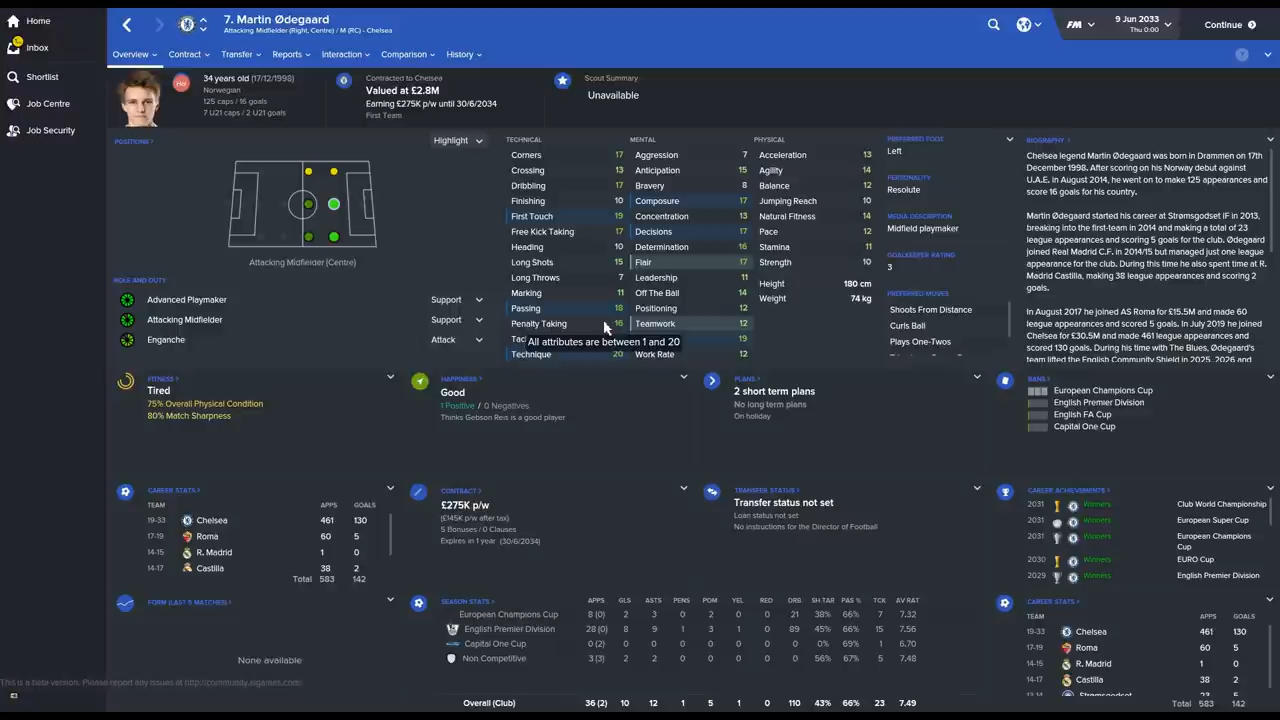 Home
Inbox
Shortlist
Job Centre
Job Security
7. Martin Ødegaard
Attacking Midfielder (Right, Centre) / M (RC) - Chelsea
FM
9 Jun 2033
Thu 0:00
Continue
Overview
Contract
Transfer
Reports
Interaction
Comparison
History
Hol
34 years old (17/12/1998)
Norwegian
125 caps / 16 goals
7 U21 caps / 2 U21 goals
Contracted to Chelsea
Valued at £2.8M
Earning £275K p/w until 30/6/2034
First Team
Scout Summary
Unavailable
POSITIONS
Highlight
Attacking Midfielder (Centre)
ROLE AND DUTY
Advanced Playmaker Support
Attacking Midfielder Support
Enganche Attack
TECHNICAL
Corners 17
Crossing 13
Dribbling 17
Finishing 10
First Touch 19
Free Kick Taking 17
Heading 10
Long Shots 15
Long Throws 7
Marking 11
Passing 18
Penalty Taking 16
All attributes are between 1 and 20
Technique 20
MENTAL
Aggression 7
Anticipation 15
Bravery 8
Composure 17
Concentration 13
Decisions 17
Determination 16
Flair 17
Leadership 11
Off The Ball 14
Positioning 12
Teamwork 12
19
Work Rate 12
PHYSICAL
Acceleration 13
Agility 14
Balance 12
Jumping Reach 10
Natural Fitness 14
Pace 12
Stamina 11
Strength 10
Height 180 cm
Weight 74 kg
PREFERRED FOOT
Left
PERSONALITY
Resolute
MEDIA DESCRIPTION
Midfield playmaker
GOALKEEPER RATING
3
PREFERRED MOVES
Shoots From Distance
Curls Ball
Plays One-Twos
BIOGRAPHY
Chelsea legend Martin Ødegaard was born in Drammen on 17th
December 1998. After scoring on his Norway debut against
U.A.E. in August 2014, he went on to make 125 appearances and
score 16 goals for his country.
Martin Ødegaard started his career at Strømsgodset IF in 2013,
breaking into the first-team in 2014 and making a total of 23
league appearances and scoring 5 goals for the club. Ødegaard
joined Real Madrid C.F. in 2014/15 but managed just one league
appearance for the club. During this time he also spent time at R.
Madrid Castilla, making 38 league appearances and scoring 2
goals.
In August 2017 he joined AS Roma for £15.5M and made 60
league appearances and scored 5 goals. In July 2019 he joined
Chelsea for £30.5M and made 461 league appearances and
scored 130 goals. During his time with The Blues, Ødegaard's
team lifted the English Community Shield in 2025, 2026 and
FITNESS
Tired
75% Overall Physical Condition
80% Match Sharpness
HAPPINESS
Good
1 Positive / 0 Negatives
Thinks Gebson Reis is a good player
PLANS
2 short term plans
No long term plans
On holiday
BANS
European Champions Cup
English Premier Division
English FA Cup
Capital One Cup
CAREER STATS
TEAM APPS GOALS
19-33 Chelsea 461 130
17-19 Roma 60 5
14-15 R. Madrid 1 0
14-17 Castilla 38 2
Total 583 142
CONTRACT
£275K p/w
(£145K p/w after tax)
5 Bonuses / 0 Clauses
Expires in 1 year (30/6/2034)
TRANSFER STATUS
Transfer status not set
Loan status not set
No instructions for the Director of Football
CAREER ACHIEVEMENTS
2031 Winners Club World Championship
2031 Winners European Super Cup
2031 Winners European Champions
Cup
2030 Winners EURO Cup
2029 Winners English Premier Division
FORM (LAST 5 MATCHES)
None available
This is a beta version. Please report any issues at http://community.sigames.com/
SEASON STATS APPS GLS ASTS PENS POM YEL RED DRB SH TAR PAS % TCK AV RAT
European Champions Cup 8 (0) 2 3 0 2 0 0 21 38% 66% 7 7.32
English Premier Division 28 (0) 8 9 1 3 1 0 89 45% 66% 15 7.56
Capital One Cup 0 (2) 0 0 0 0 0 0 0 0% 69% 1 6.70
Non Competitive 3 (3) 2 2 0 0 0 0 56% 67% 5 7.48
Overall (Club) 36 (2) 10 12 1 5 1 0 110 43% 66% 23 7.49
CAREER STATS
TEAM APPS GOALS
19-33 Chelsea 461 130
17-19 Roma 60 5
14-15 R. Madrid 1 0
14-17 Castilla 38 2
13-14 Strømsgodset 23 5
Total 583 142